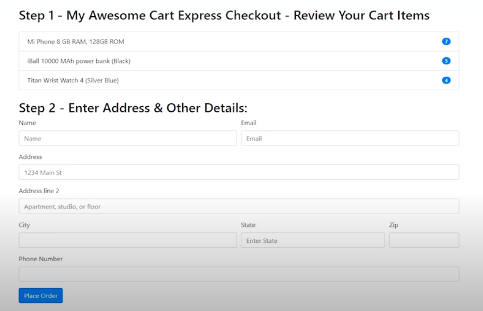 Step 1 - My Awesome Cart Express Checkout - Review Your Cart Items
Mi Phone 8 GB RAM, 128GB ROM
iBall 10000 MAh power bank (Black)
Titan Wrist Watch 4 (Silver Blue)
Step 2 - Enter Address & Other Details:
Name Email
Name Email
Address
1234 Main St
Address line 2
Apartment, studio, or floor
City State Zip
Enter State
Phone Number
Place Order